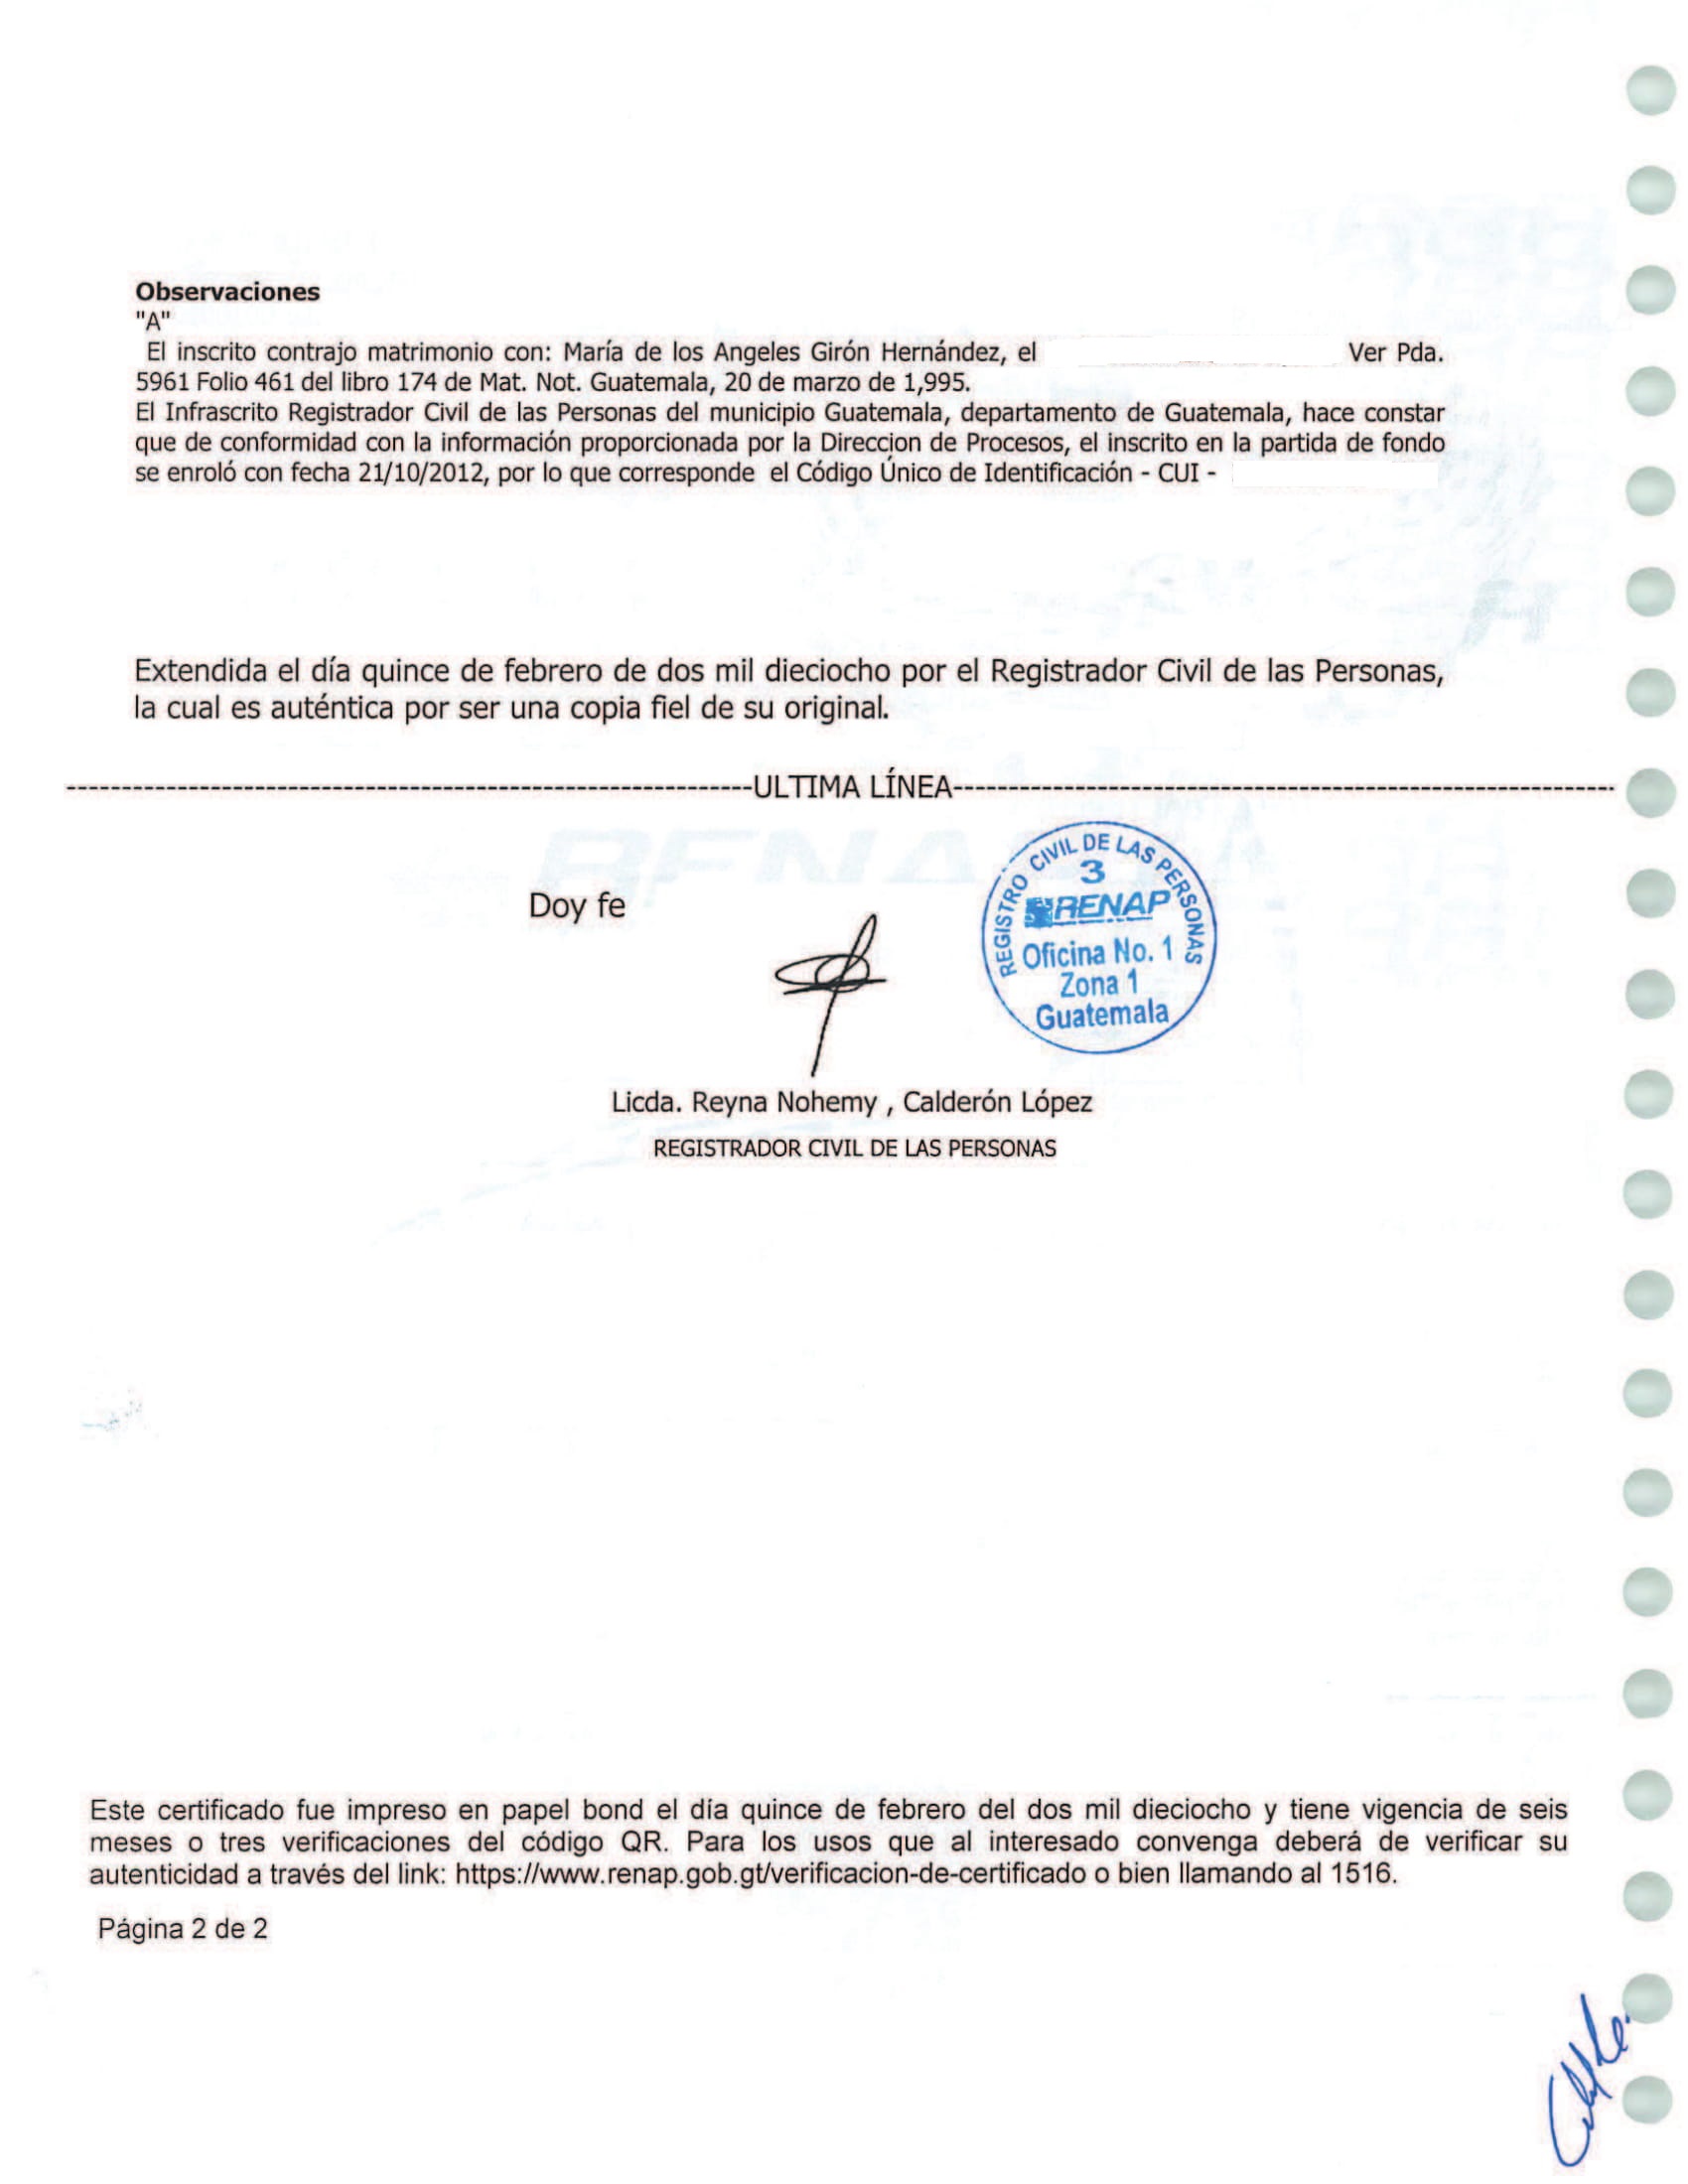 Observaciones
"A"
El inscrito contrajo matrimonio con: María de los Angeles Girón Hernández, el Ver Pda.
5961 Folio 461 del libro 174 de Mat. Not. Guatemala, 20 de marzo de 1,995.
El Infrascrito Registrador Civil de las Personas del municipio Guatemala, departamento de Guatemala, hace constar
que de conformidad con la información proporcionada por la Direccion de Procesos, el inscrito en la partida de fondo
se enroló con fecha 21/10/2012, por lo que corresponde el Código Único de Identificación - CUI -
Extendida el día quince de febrero de dos mil dieciocho por el Registrador Civil de las Personas,
la cual es auténtica por ser una copia fiel de su original.
-----ULTIMA LÍNEA-----
RENAP
Doy fe
REGISTRO CIVIL DE LAS PERSONAS
3
RENAP
Oficina No. 1
Zona 1
Guatemala
Licda. Reyna Nohemy , Calderón López
REGISTRADOR CIVIL DE LAS PERSONAS
Este certificado fue impreso en papel bond el día quince de febrero del dos mil dieciocho y tiene vigencia de seis
meses o tres verificaciones del código QR. Para los usos que al interesado convenga deberá de verificar su
autenticidad a través del link: https://www.renap.gob.gt/verificacion-de-certificado o bien llamando al 1516.
Página 2 de 2